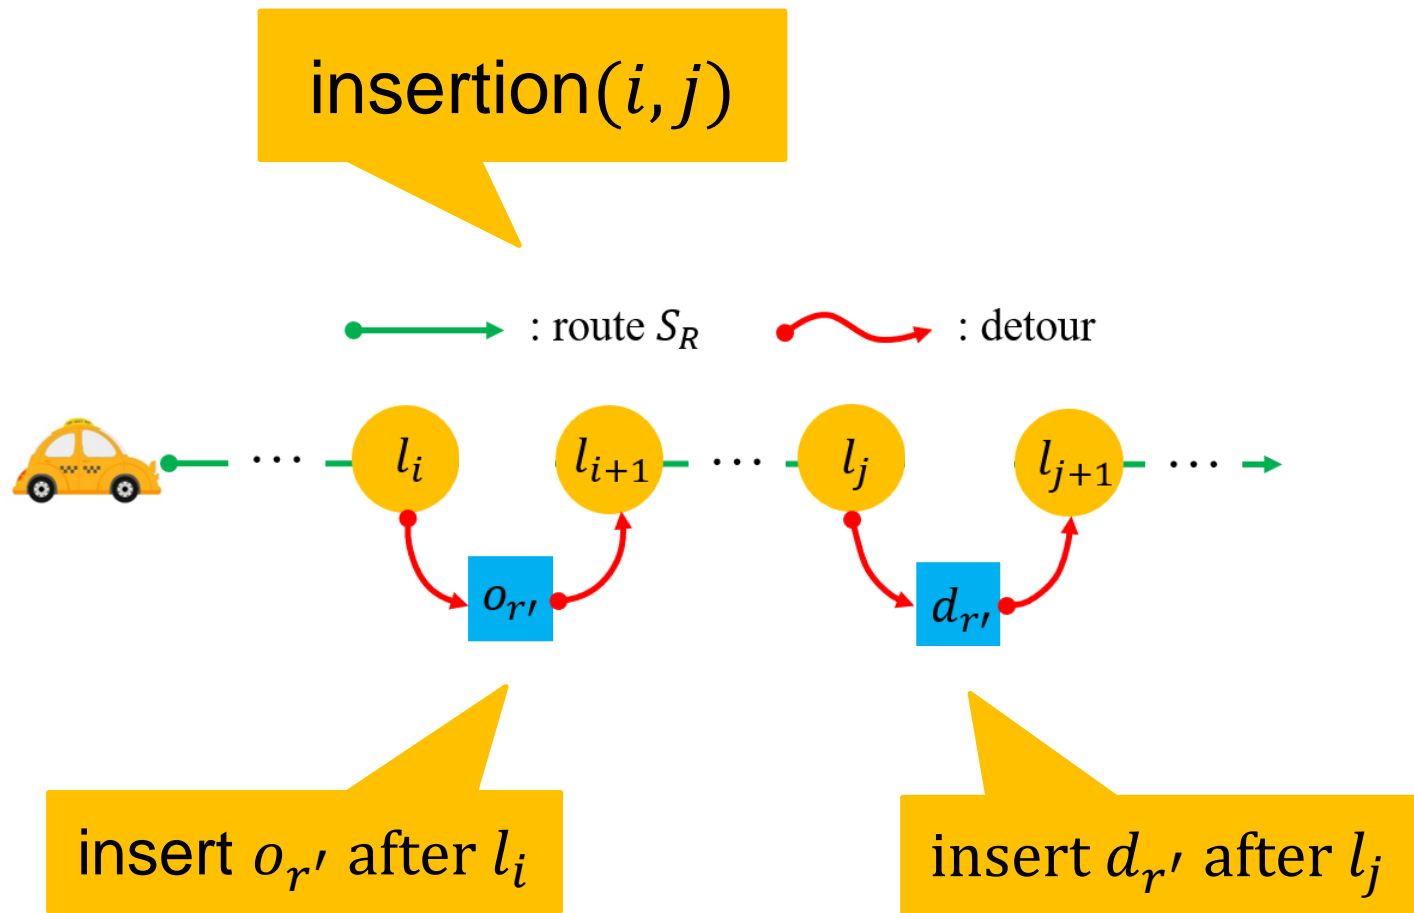 insertion(i, j)
: route S_R : detour
··· l_i l_{i+1} ··· l_j l_{j+1} ···
o_{r′} d_{r′}
insert o_{r′} after l_i
insert d_{r′} after l_j